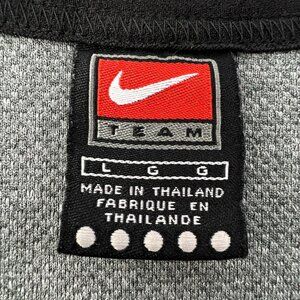 TEAM
L G G
MADE IN THAILAND
FABRIQUE EN
THAILANDE